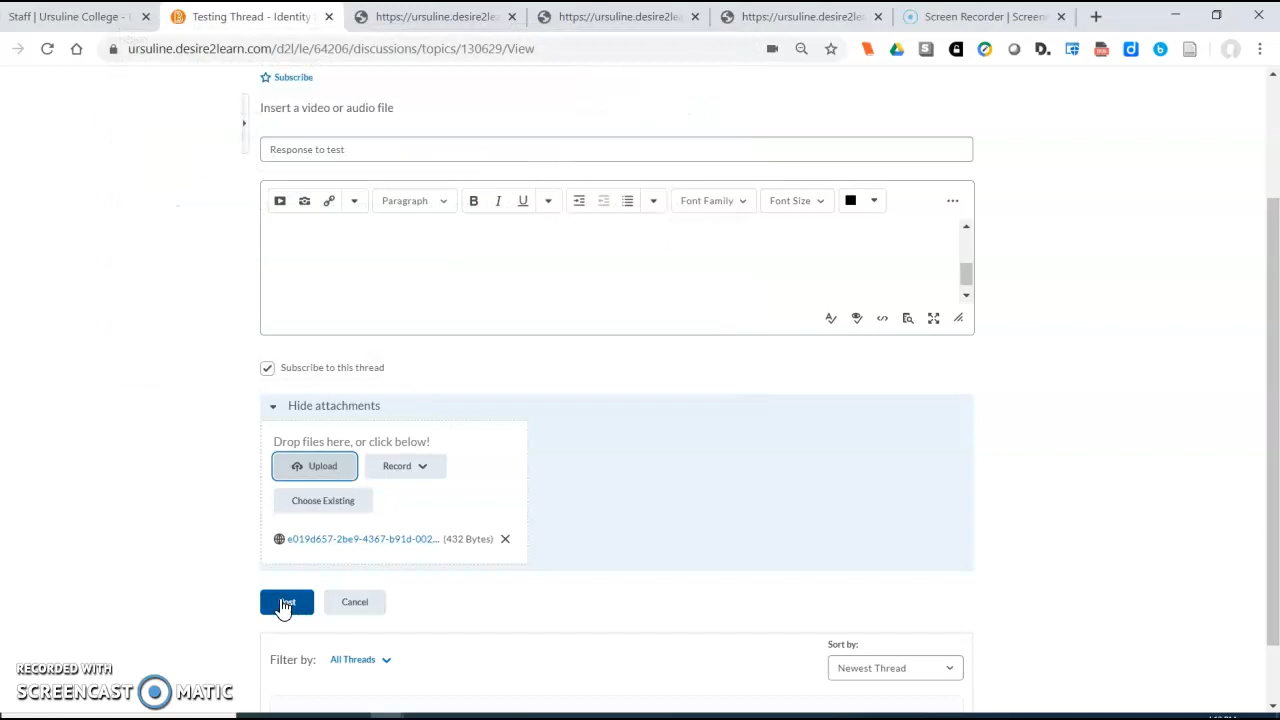 Staff | Ursuline College -
Testing Thread - Identity
https://ursuline.desire2lea
https://ursuline.desire2lea
https://ursuline.desire2lea
Screen Recorder | Screen
ursuline.desire2learn.com/d2l/le/64206/discussions/topics/130629/View
Subscribe
Insert a video or audio file
Response to test
Paragraph
B I U
Font Family
Font Size
Subscribe to this thread
Hide attachments
Drop files here, or click below!
Upload
Record
Choose Existing
e019d657-2be9-4367-b91d-002... (432 Bytes)
Cancel
Filter by: All Threads
Sort by:
Newest Thread
RECORDED WITH
SCREENCAST MATIC